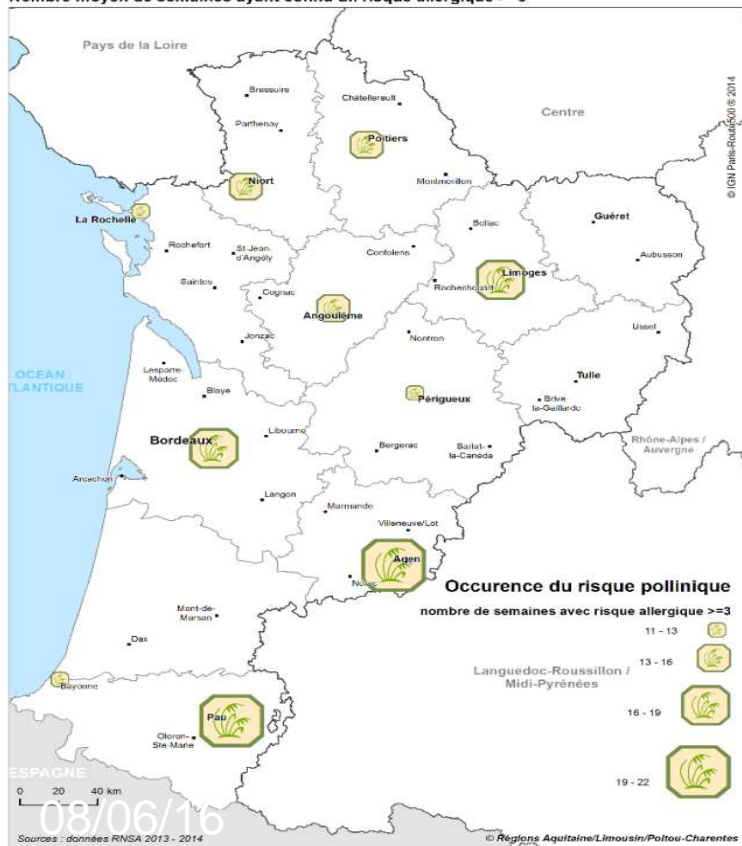 Pays de la Loire
Bressuire
Châtellerault
Centre
© IGN Paris-Route500 ® 2014
Parthenay
Poitiers
Niort
Montmorillon
La Rochelle
Bellac
Guéret
Rochefort
St-Jean-
d'Angély
Confolens
Limoges
Aubusson
Saintes
Rochechouart
Cognac
Angoulême
Jonzac
Nontron
Ussel
OCEAN
TLANTIQUE
Lesparre-
Médoc
Blaye
Périgueux
Tulle
Brive
la-Gaillarde
Bordeaux
Libourne
Bergerac
Sarlat-
la-Canéda
Rhône-Alpes /
Auvergne
Arcachon
Langon
Marmande
Villeneuve/Lot
Agen
Nérac
Occurence du risque pollinique
nombre de semaines avec risque allergique >=3
Mont-de-
Marsan
11 - 13
Dax
13 - 16
Languedoc-Roussillon /
Midi-Pyrénées
Bayonne
16 - 19
Pau
Oloron-
Ste-Marie
ESPAGNE
19 - 22
0 20 40 km
08/06/16
Sources : données RNSA 2013 - 2014
© Régions Aquitaine/Limousin/Poitou-Charentes